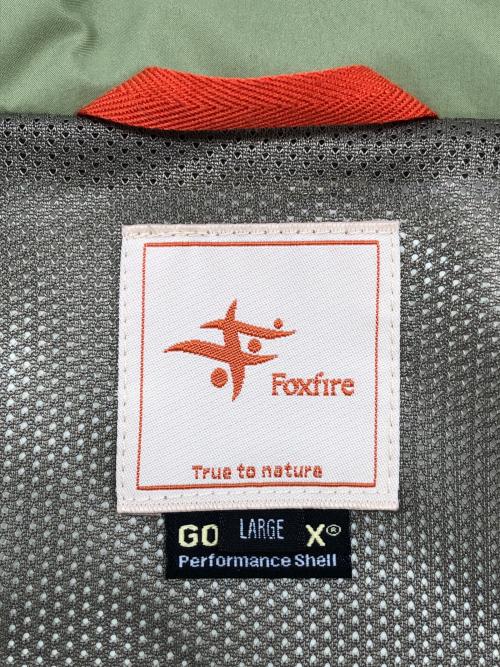 Foxfire
True to nature
GO LARGE X®
Performance Shell